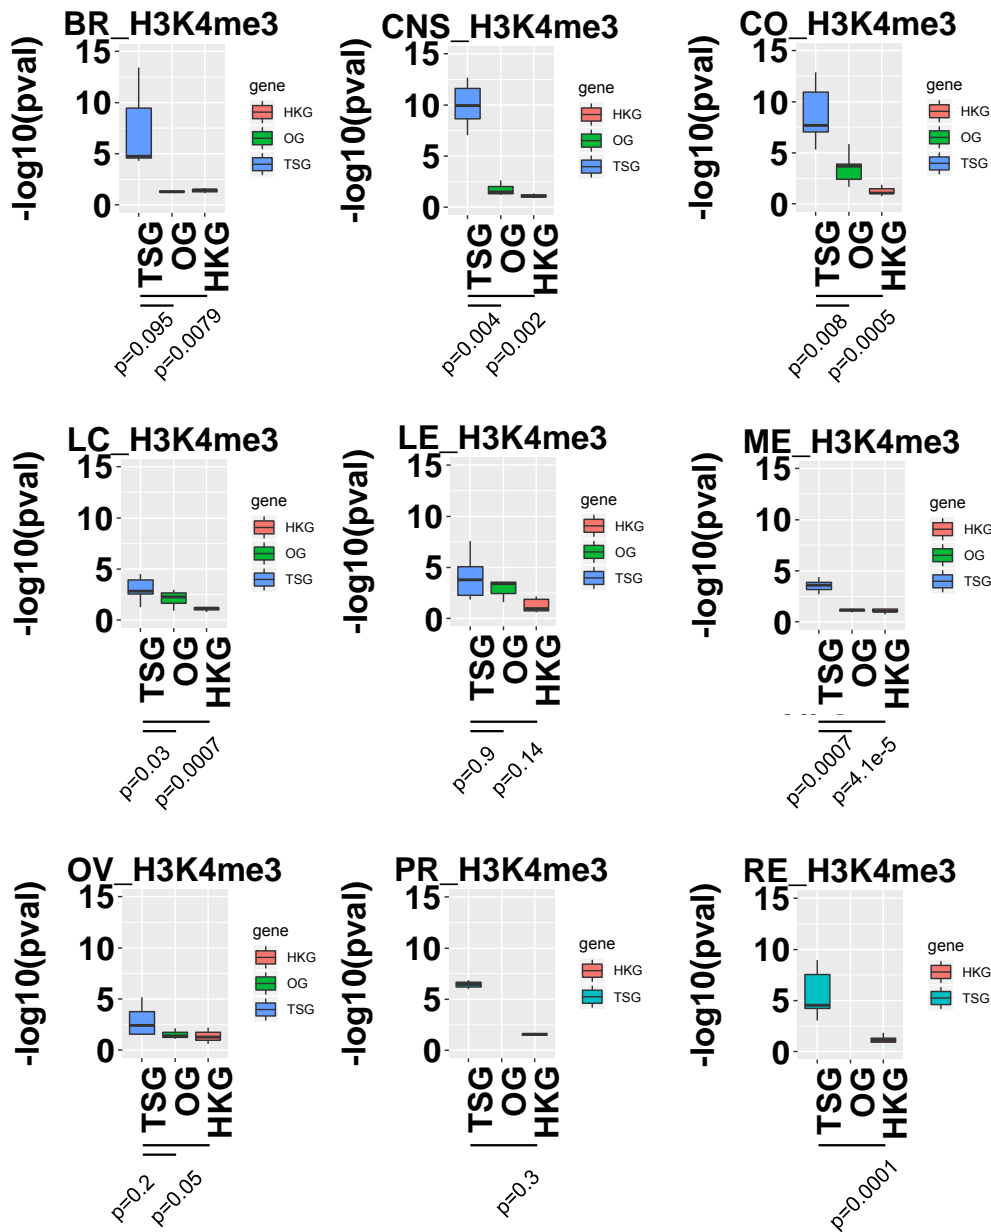 BR_H3K4me3
-log10(pval)
15
10
5
0
TSG
OG
HKG
gene
HKG
OG
TSG
p=0.095
p=0.0079
CNS_H3K4me3
-log10(pval)
15
10
5
0
TSG
OG
HKG
gene
HKG
OG
TSG
p=0.004
p=0.002
CO_H3K4me3
-log10(pval)
15
10
5
0
TSG
OG
HKG
gene
HKG
OG
TSG
p=0.008
p=0.0005
LC_H3K4me3
-log10(pval)
15
10
5
0
TSG
OG
HKG
gene
HKG
OG
TSG
p=0.03
p=0.0007
LE_H3K4me3
-log10(pval)
15
10
5
0
TSG
OG
HKG
gene
HKG
OG
TSG
p=0.9
p=0.14
ME_H3K4me3
-log10(pval)
15
10
5
0
TSG
OG
HKG
gene
HKG
OG
TSG
p=0.0007
p=4.1e-5
OV_H3K4me3
-log10(pval)
15
10
5
0
TSG
OG
HKG
gene
HKG
OG
TSG
p=0.2
p=0.05
PR_H3K4me3
-log10(pval)
15
10
5
0
TSG
OG
HKG
gene
HKG
TSG
p=0.3
RE_H3K4me3
-log10(pval)
15
10
5
0
TSG
OG
HKG
gene
HKG
TSG
p=0.0001